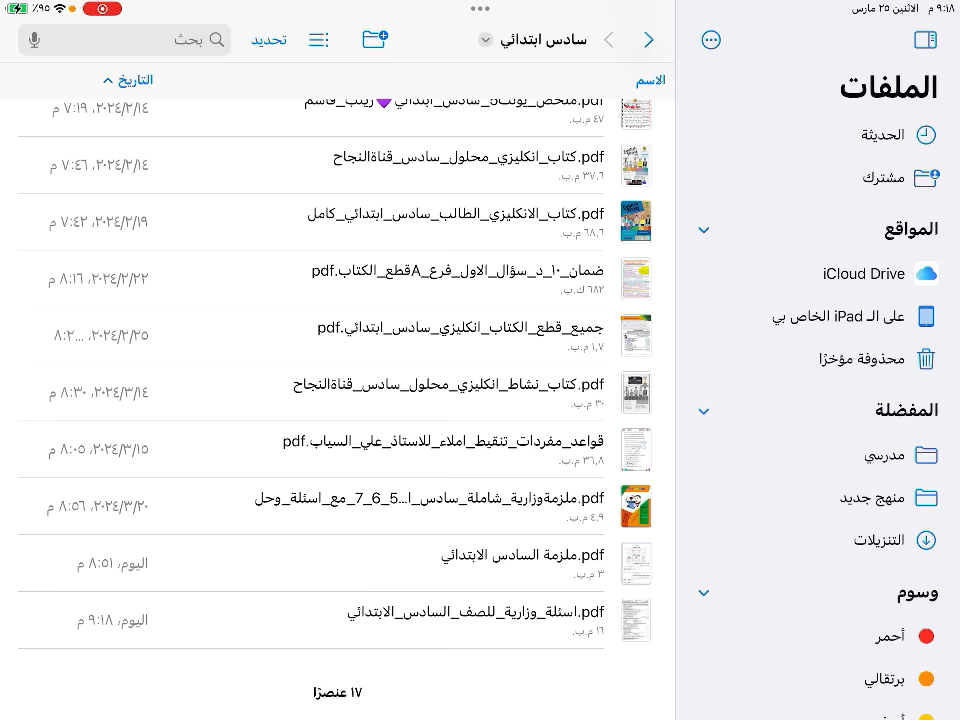 ٩:١٨ م الاثنين ٢٥ مارس
٪٩٥
الملفات
الحديثة
مشترك
المواقع
iCloud Drive
على الـ iPad الخاص بي
محذوفة مؤخرًا
المفضلة
مدرسي
منهج جديد
التنزيلات
وسوم
أحمر
برتقالي
سادس ابتدائي
تحديد
بحث
الاسم
التاريخ
ملخص_يونت5_سادس_ابتدائي💜زينب_قاسم.pdf
٤٧ م.ب.
٢٠٢٤/٢/١٤، ٧:١٩ م
كتاب_انكليزي_محلول_سادس_قناةالنجاح.pdf
٣٧,٦ م.ب.
٢٠٢٤/٢/١٤، ٧:٤٦ م
كتاب_الانكليزي_الطالب_سادس_ابتدائي_كامل.pdf
٦٨,٦ م.ب.
٢٠٢٤/٢/١٩، ٧:٤٢ م
ضمان_١٠_د_سؤال_الاول_فرع_Aقطع_الكتاب.pdf
٦٨٢ ك.ب.
٢٠٢٤/٢/٢٢، ٨:١٦ م
جميع_قطع_الكتاب_انكليزي_سادس_ابتدائي.pdf
١,٧ م.ب.
٢٠٢٤/٢/٢٥، ...٨:٢
كتاب_نشاط_انكليزي_محلول_سادس_قناةالنجاح.pdf
٣٠ م.ب.
٢٠٢٤/٣/١٤، ٨:٣٠ م
قواعد_مفردات_تنقيط_املاء_للاستاذ_علي_السياب.pdf
٣٦,٨ م.ب.
٢٠٢٤/٣/١٥، ٨:٠٥ م
ملزمةوزارية_شاملة_سادس_ا...5_6_7_مع_اسئلة_وحل.pdf
٤,٩ م.ب.
٢٠٢٤/٣/٢٠، ٨:٥٦ م
ملزمة السادس الابتدائي.pdf
٣ م.ب.
اليوم، ٨:٥١ م
اسئلة_وزارية_للصف_السادس_الابتدائي.pdf
١٦ م.ب.
اليوم، ٩:١٨ م
١٧ عنصرًا